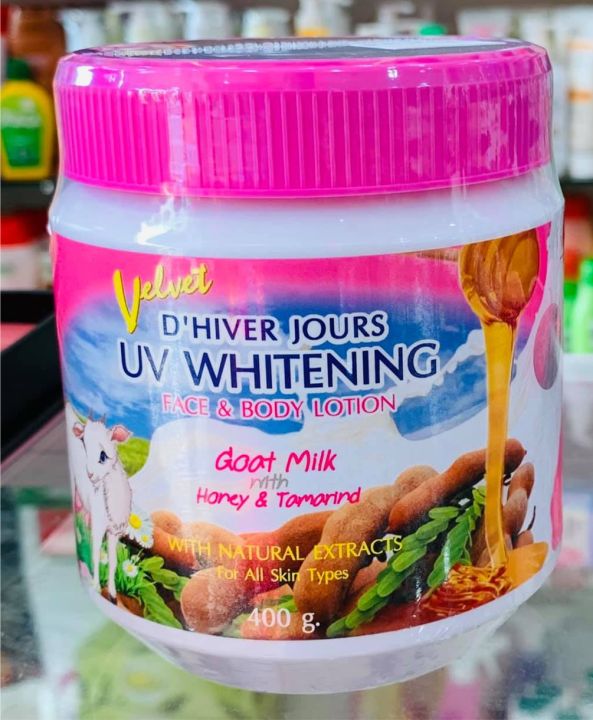 Velvet
D'HIVER JOURS
UV WHITENING
FACE & BODY LOTION
Goat Milk
with
Honey & Tamarind
WITH NATURAL EXTRACTS
For All Skin Types
400 g.